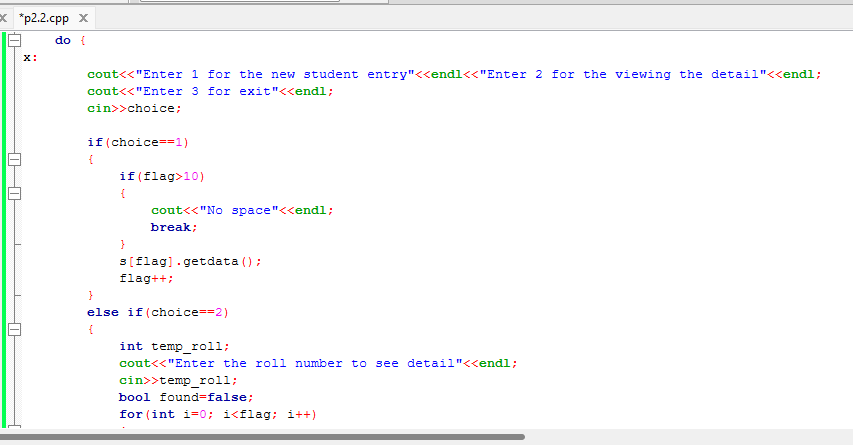 *p2.2.cpp
do {
x:
cout<<"Enter 1 for the new student entry"<<endl<<"Enter 2 for the viewing the detail"<<endl;
cout<<"Enter 3 for exit"<<endl;
cin>>choice;
if(choice==1)
{
if(flag>10)
{
cout<<"No space"<<endl;
break;
}
s[flag].getdata();
flag++;
}
else if(choice==2)
{
int temp_roll;
cout<<"Enter the roll number to see detail"<<endl;
cin>>temp_roll;
bool found=false;
for(int i=0; i<flag; i++)